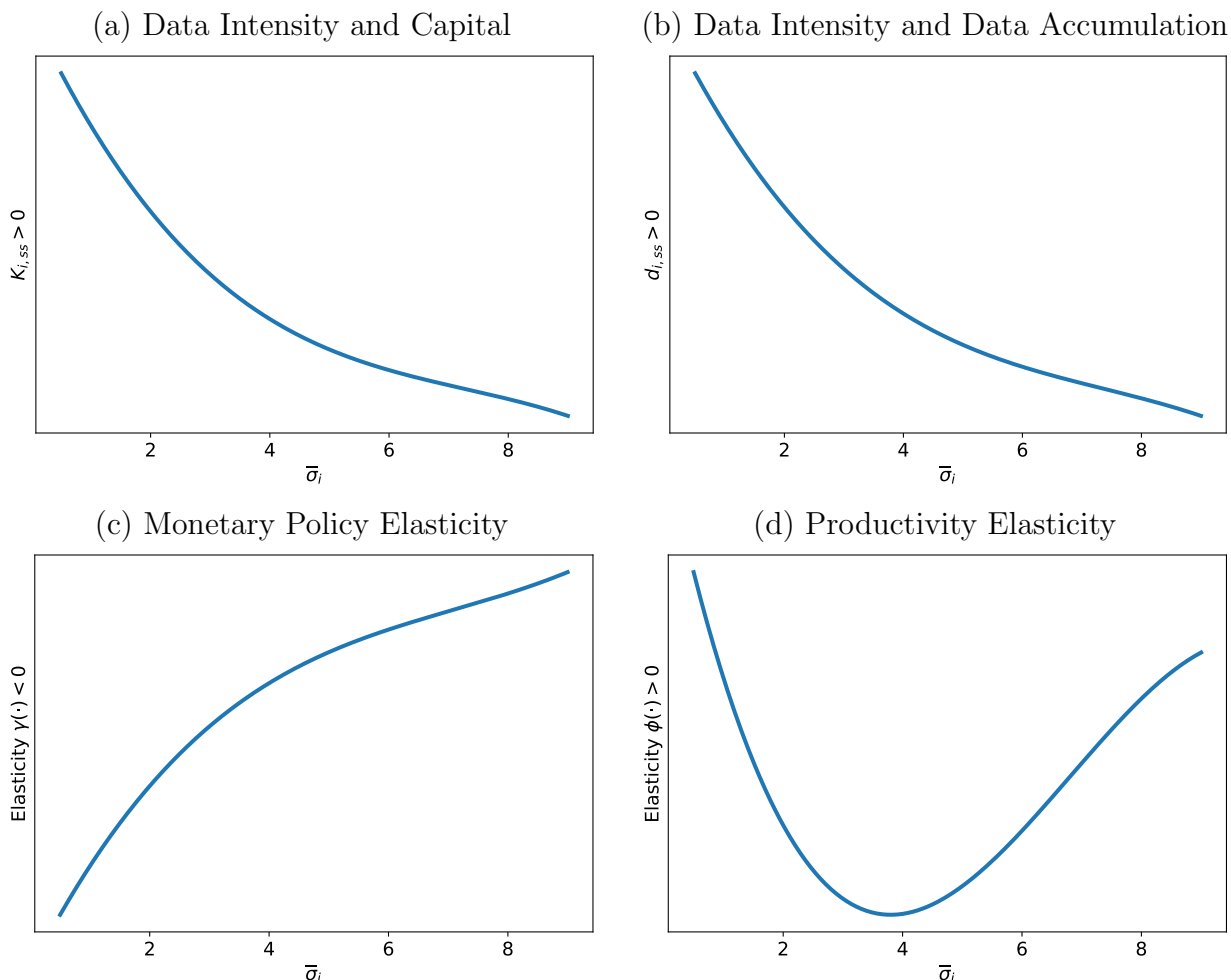 (a) Data Intensity and Capital
(b) Data Intensity and Data Accumulation
K_{i,ss} > 0
2 4 6 8
σ̅_i
d_{i,ss} > 0
2 4 6 8
σ̅_i
(c) Monetary Policy Elasticity
(d) Productivity Elasticity
Elasticity γ(·) < 0
2 4 6 8
σ̅_i
Elasticity ϕ(·) > 0
2 4 6 8
σ̅_i